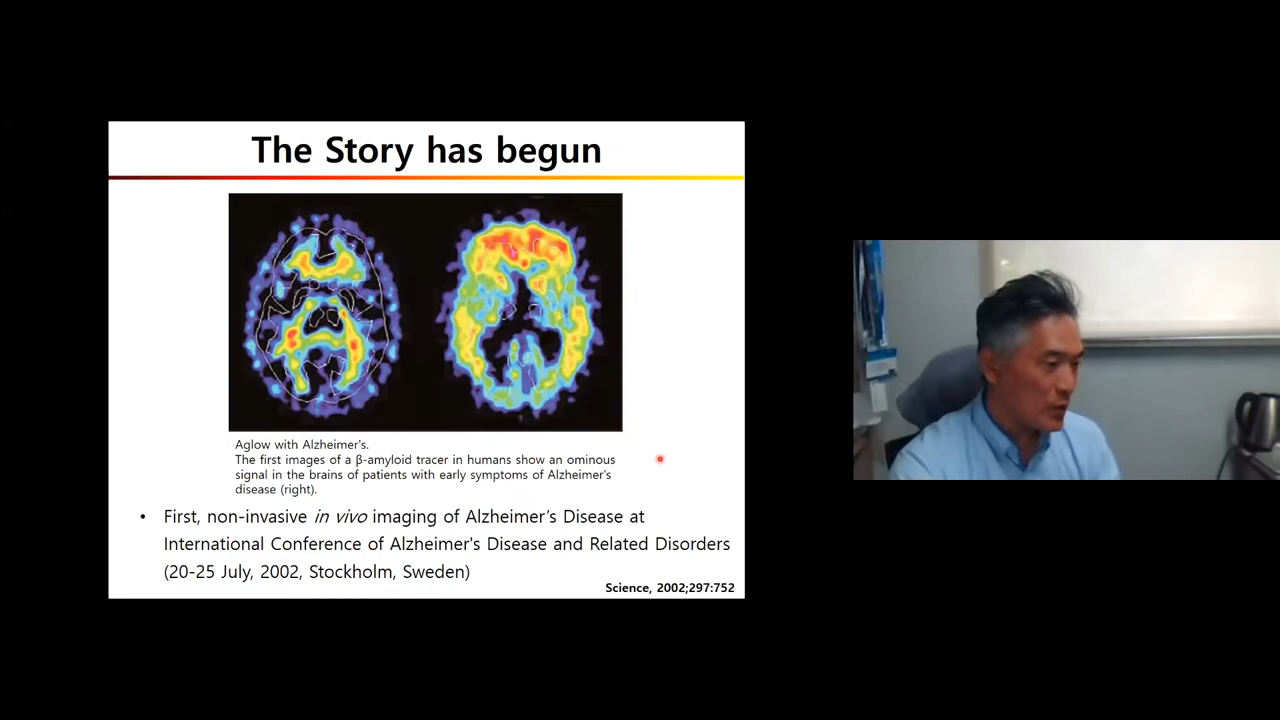 The Story has begun
Aglow with Alzheimer's.
The first images of a β-amyloid tracer in humans show an ominous
signal in the brains of patients with early symptoms of Alzheimer's
disease (right).
• First, non-invasive in vivo imaging of Alzheimer’s Disease at
International Conference of Alzheimer's Disease and Related Disorders
(20-25 July, 2002, Stockholm, Sweden)
Science, 2002;297:752